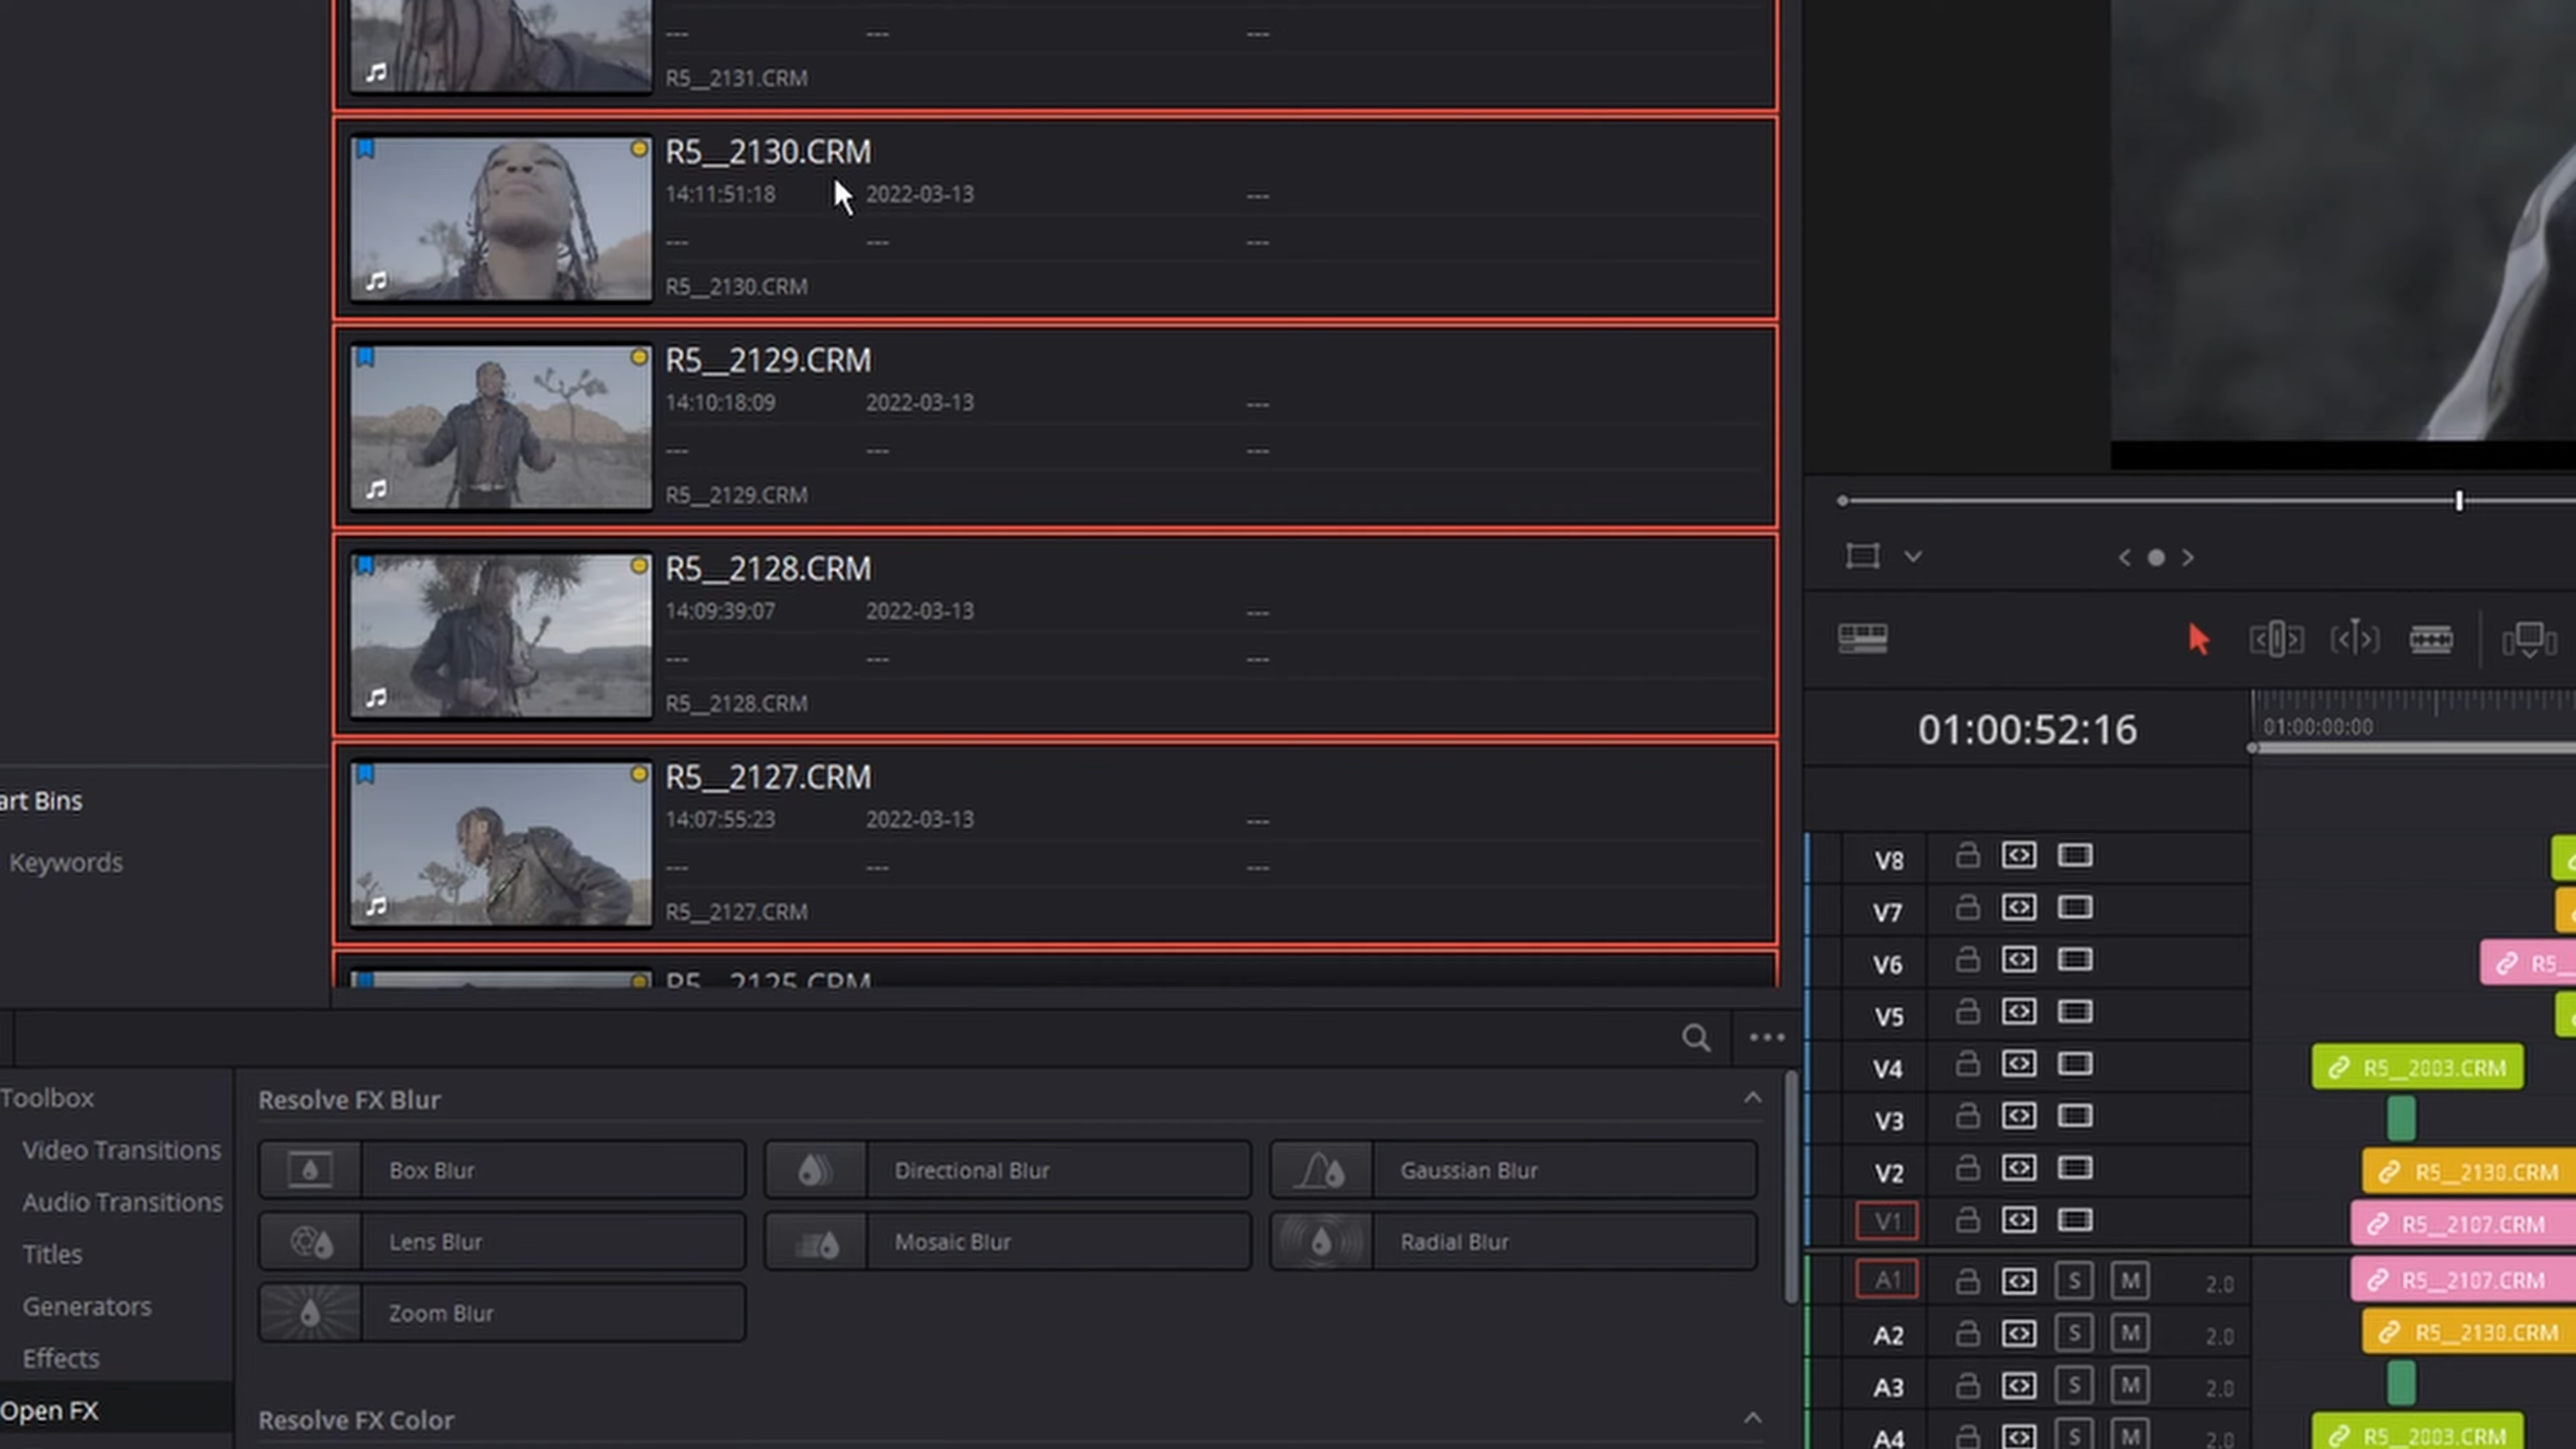 --- --- ---
R5__2131.CRM
R5__2130.CRM
14:11:51:18 2022-03-13 ---
--- --- ---
R5__2130.CRM
R5__2129.CRM
14:10:18:09 2022-03-13 ---
--- --- ---
R5__2129.CRM
R5__2128.CRM
14:09:39:07 2022-03-13 ---
--- --- ---
R5__2128.CRM
R5__2127.CRM
14:07:55:23 2022-03-13 ---
--- --- ---
R5__2127.CRM
R5__2125.CRM
art Bins
Keywords
Toolbox
Video Transitions
Audio Transitions
Titles
Generators
Effects
Open FX
Resolve FX Blur
Box Blur Directional Blur Gaussian Blur
Lens Blur Mosaic Blur Radial Blur
Zoom Blur
Resolve FX Color
01:00:52:16 01:00:00:00
V8
V7
V6 R5__
V5
V4 R5__2003.CRM
V3
V2 R5__2130.CRM
V1 R5__2107.CRM
A1 S M 2.0 R5__2107.CRM
A2 S M 2.0 R5__2130.CRM
A3 S M 2.0
A4 S M 2.0 R5__2003.CRM